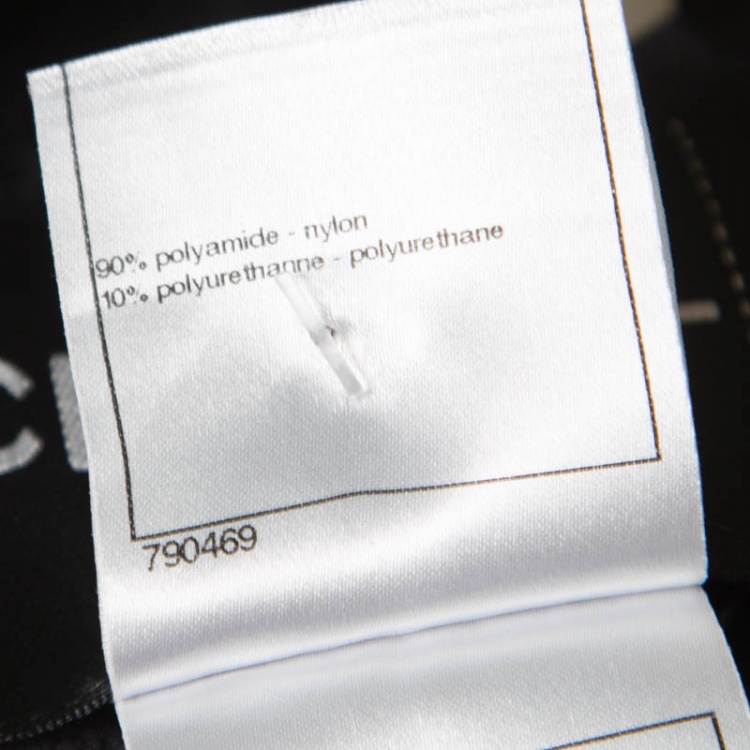 90% polyamide - nylon
10% polyurethanne - polyurethane
790469